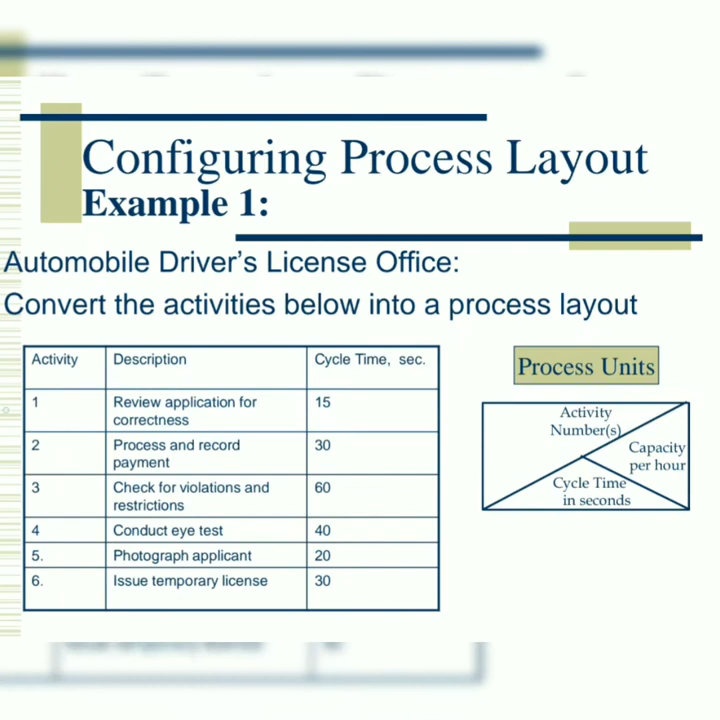 Configuring Process Layout
Example 1:
Automobile Driver's License Office:
Convert the activities below into a process layout
Activity Description Cycle Time, sec.
1 Review application for correctness 15
2 Process and record payment 30
3 Check for violations and restrictions 60
4 Conduct eye test 40
5. Photograph applicant 20
6. Issue temporary license 30
Process Units
Activity
Number(s)
Capacity
per hour
Cycle Time
in seconds